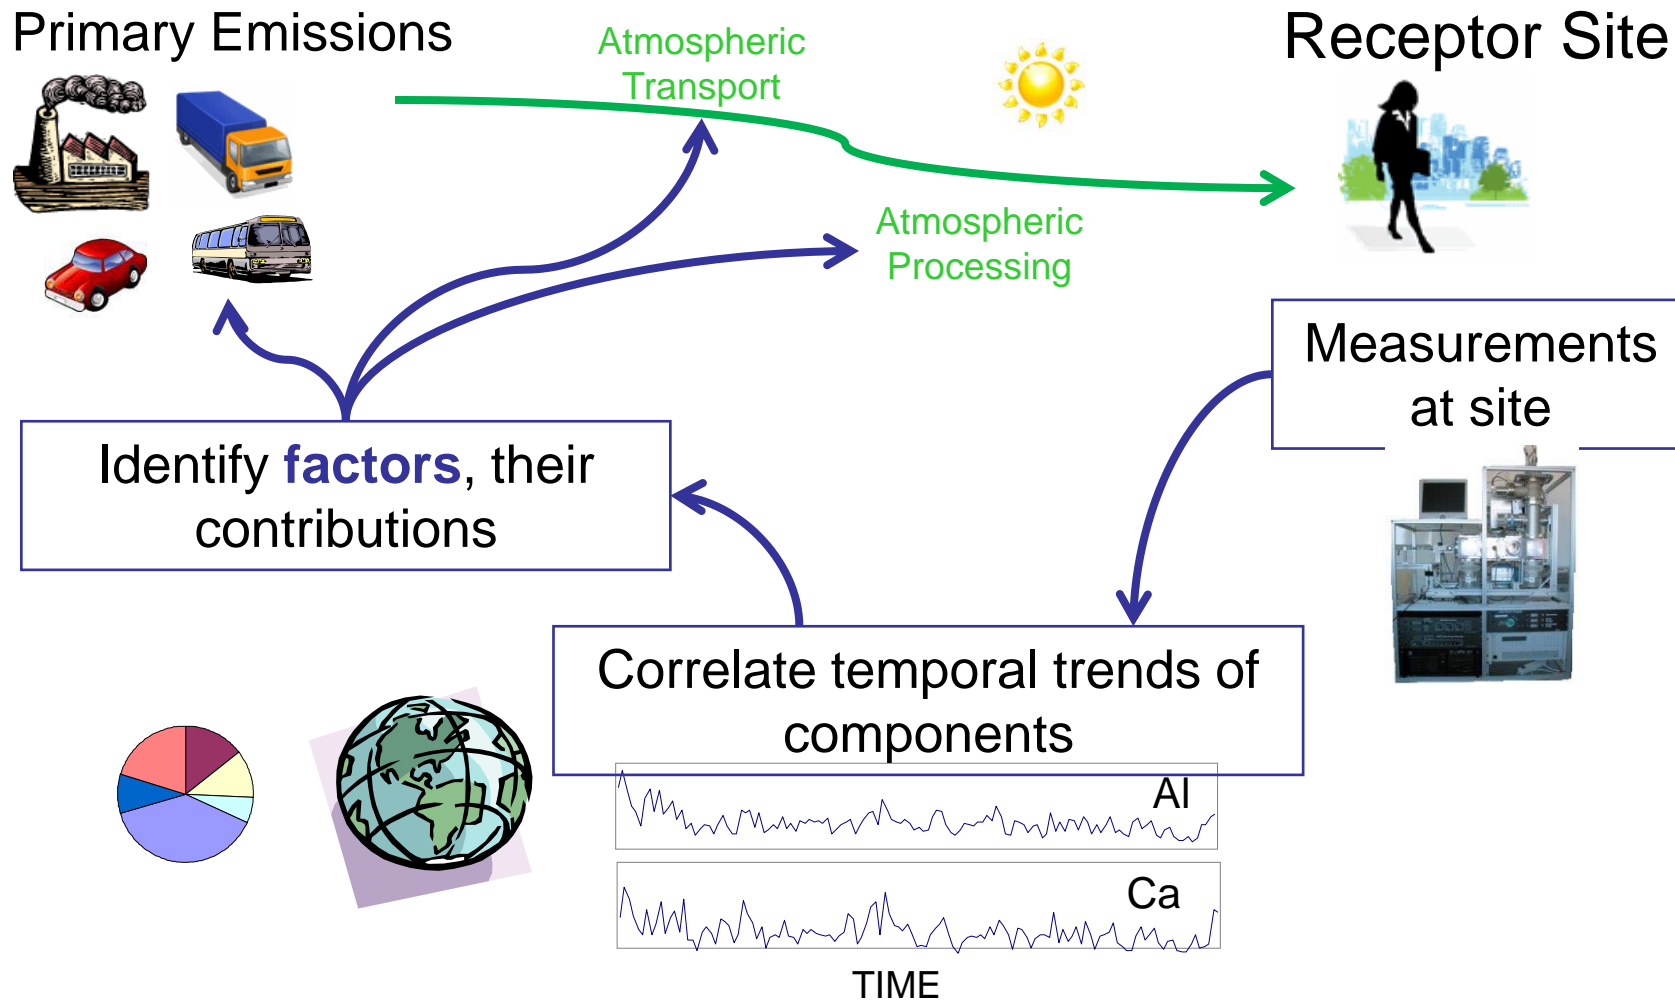 Primary Emissions
Atmospheric
Transport
Receptor Site
Atmospheric
Processing
Measurements
at site
Identify factors, their
contributions
Correlate temporal trends of
components
Al
Ca
TIME